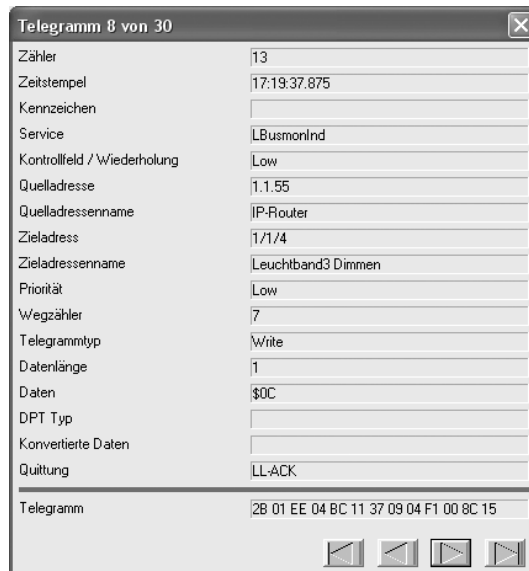 Telegramm 8 von 30
Zähler 13
Zeitstempel 17:19:37.875
Kennzeichen
Service LBusmonInd
Kontrollfeld / Wiederholung Low
Quelladresse 1.1.55
Quelladressenname IP-Router
Zieladress 1/1/4
Zieladressenname Leuchtband3 Dimmen
Priorität Low
Wegzähler 7
Telegrammtyp Write
Datenlänge 1
Daten $0C
DPT Typ
Konvertierte Daten
Quittung LL-ACK
Telegramm 2B 01 EE 04 BC 11 37 09 04 F1 00 8C 15